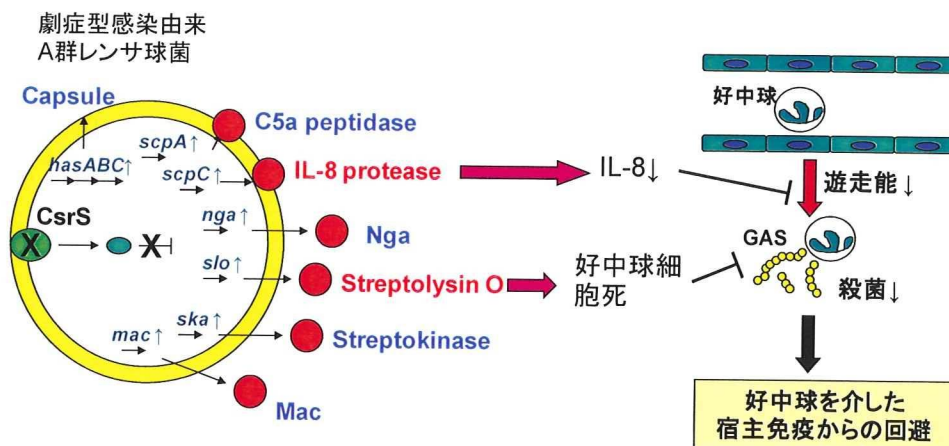 劇症型感染由来
A群レンサ球菌
Capsule
C5a peptidase
scpA↑
hasABC↑
scpC↑
IL-8 protease
IL-8↓
好中球
遊走能↓
CsrS
X
X
nga↑
Nga
slo↑
Streptolysin O
好中球細
胞死
GAS
殺菌↓
ska↑
mac↑
Streptokinase
Mac
好中球を介した
宿主免疫からの回避